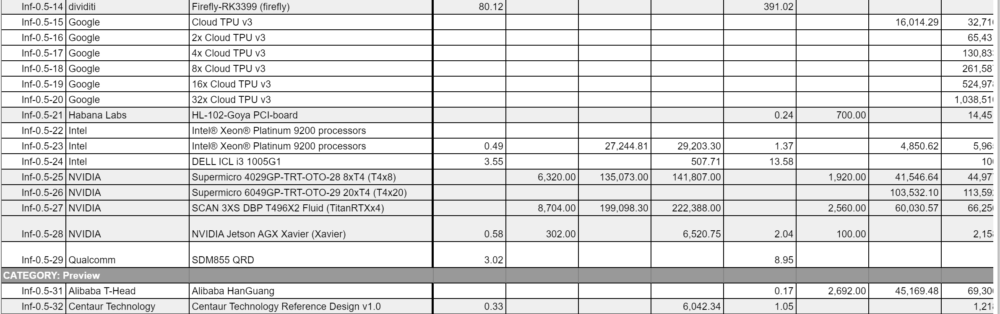 Inf-0.5-14 dividiti Firefly-RK3399 (firefly) 80.12 391.02
Inf-0.5-15 Google Cloud TPU v3 16,014.29 32,71
Inf-0.5-16 Google 2x Cloud TPU v3 65,43
Inf-0.5-17 Google 4x Cloud TPU v3 130,83
Inf-0.5-18 Google 8x Cloud TPU v3 261,58
Inf-0.5-19 Google 16x Cloud TPU v3 524,97
Inf-0.5-20 Google 32x Cloud TPU v3 1,038,51
Inf-0.5-21 Habana Labs HL-102-Goya PCI-board 0.24 700.00 14,45
Inf-0.5-22 Intel Intel® Xeon® Platinum 9200 processors
Inf-0.5-23 Intel Intel® Xeon® Platinum 9200 processors 0.49 27,244.81 29,203.30 1.37 4,850.62 5,96
Inf-0.5-24 Intel DELL ICL i3 1005G1 3.55 507.71 13.58 10
Inf-0.5-25 NVIDIA Supermicro 4029GP-TRT-OTO-28 8xT4 (T4x8) 6,320.00 135,073.00 141,807.00 1,920.00 41,546.64 44,97
Inf-0.5-26 NVIDIA Supermicro 6049GP-TRT-OTO-29 20xT4 (T4x20) 103,532.10 113,59
Inf-0.5-27 NVIDIA SCAN 3XS DBP T496X2 Fluid (TitanRTXx4) 8,704.00 199,098.30 222,388.00 2,560.00 60,030.57 66,25
Inf-0.5-28 NVIDIA NVIDIA Jetson AGX Xavier (Xavier) 0.58 302.00 6,520.75 2.04 100.00 2,15
Inf-0.5-29 Qualcomm SDM855 QRD 3.02 8.95
CATEGORY: Preview
Inf-0.5-31 Alibaba T-Head Alibaba HanGuang 0.17 2,692.00 45,169.48 69,30
Inf-0.5-32 Centaur Technology Centaur Technology Reference Design v1.0 0.33 6,042.34 1.05 1,21